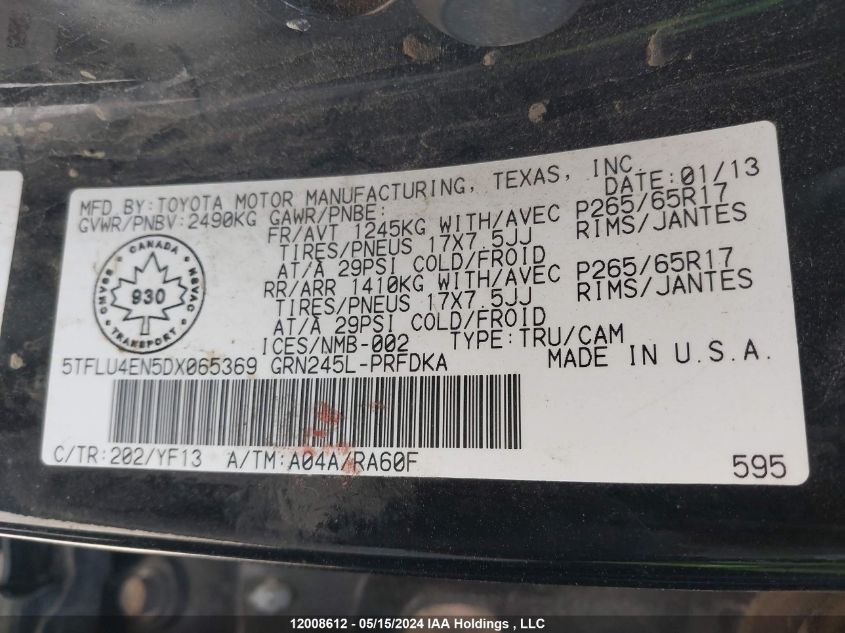 MFD BY: TOYOTA MOTOR MANUFACTURING, TEXAS, INC. DATE: 01/13
GVWR/PNBV: 2490KG GAWR/PNBE:
FR/AVT 1245KG WITH/AVEC P265/65R17
TIRES/PNEUS 17X7.5JJ RIMS/JANTES
AT/À 29PSI COLD/FROID
RR/ARR 1410KG WITH/AVEC P265/65R17
TIRES/PNEUS 17X7.5JJ RIMS/JANTES
AT/À 29PSI COLD/FROID
ICES/NMB-002 TYPE: TRU/CAM
CANADA
CMVSS 930 NSVAC
TRANSPORT
5TFLU4EN5DX065369 GRN245L-PRFDKA MADE IN U.S.A.
C/TR: 202/YF13 A/TM: A04A/RA60F
595
12008612 - 05/15/2024 IAA Holdings , LLC